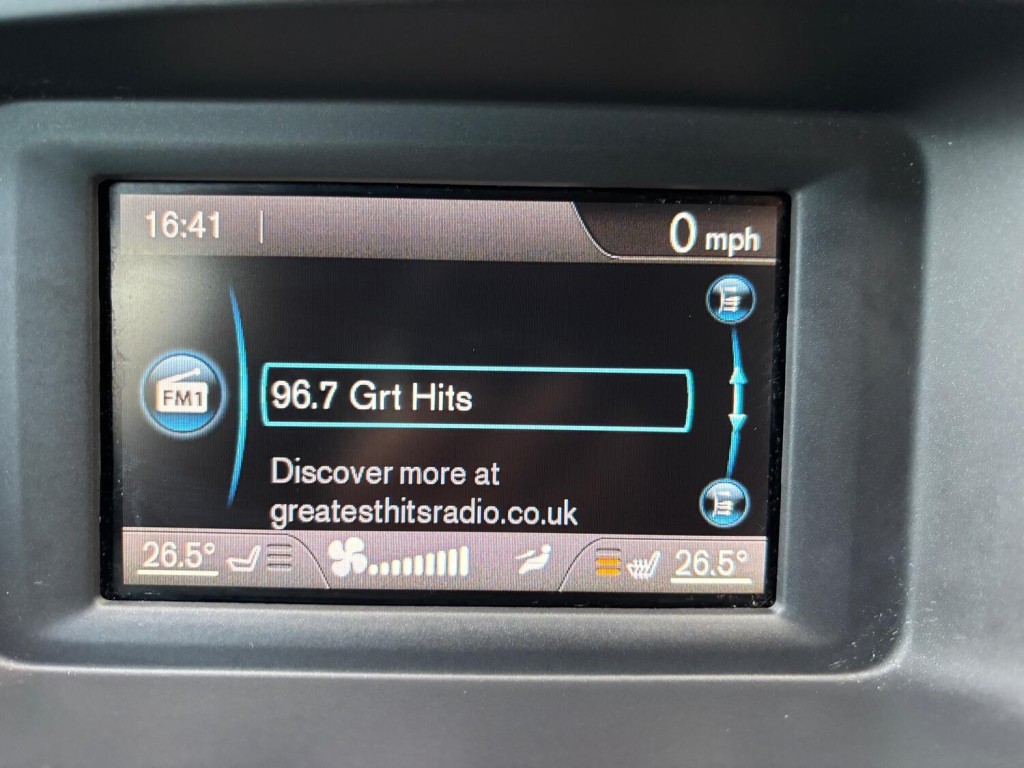 16:41
0 mph
FM1
96.7 Grt Hits
Discover more at
greatesthitsradio.co.uk
26.5°
26.5°